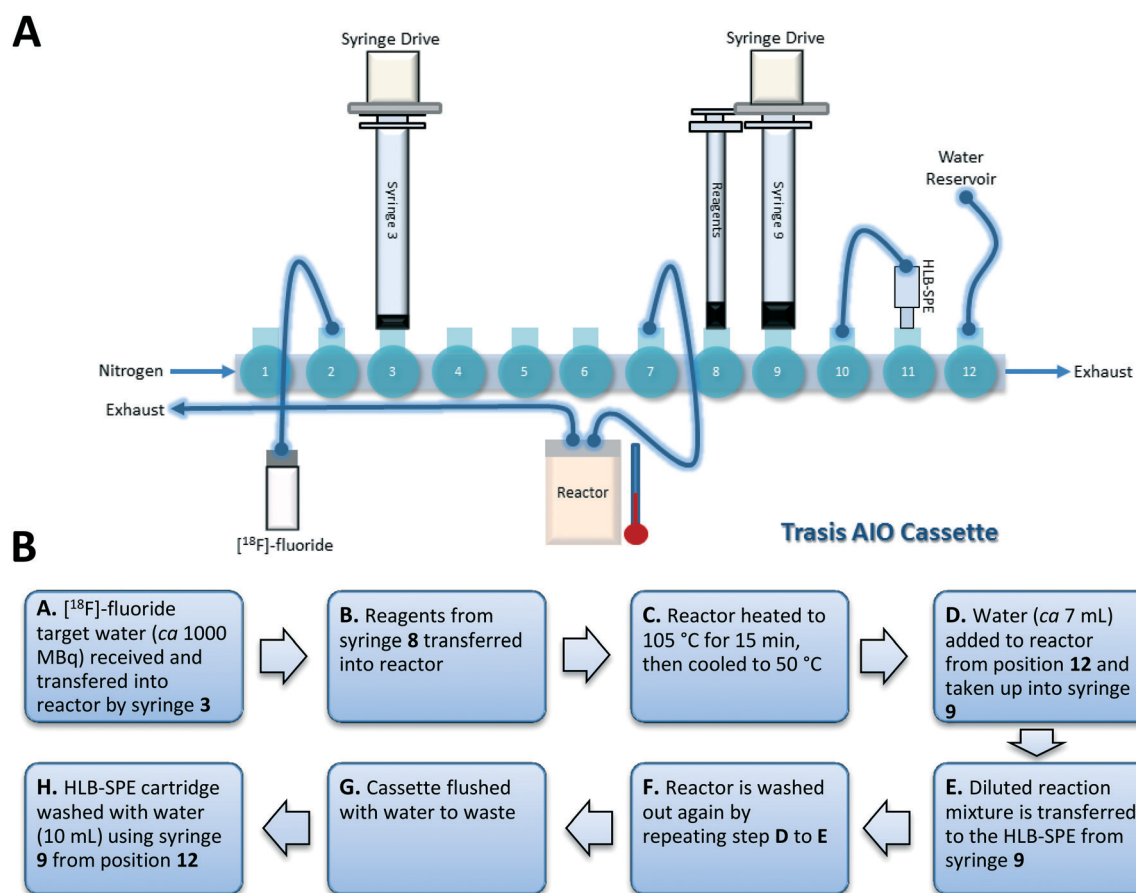 A
Syringe Drive
Syringe Drive
Syringe 3
Reagents
Syringe 9
Water
Reservoir
HLB-SPE
Nitrogen
1
2
3
4
5
6
7
8
9
10
11
12
Exhaust
Exhaust
Reactor
[18F]-fluoride
Trasis AIO Cassette
B
A. [18F]-fluoride
target water (ca 1000
MBq) received and
transfered into
reactor by syringe 3
B. Reagents from
syringe 8 transferred
into reactor
C. Reactor heated to
105 °C for 15 min,
then cooled to 50 °C
D. Water (ca 7 mL)
added to reactor
from position 12 and
taken up into syringe
9
E. Diluted reaction
mixture is transferred
to the HLB-SPE from
syringe 9
F. Reactor is washed
out again by
repeating step D to E
G. Cassette flushed
with water to waste
H. HLB-SPE cartridge
washed with water
(10 mL) using syringe
9 from position 12